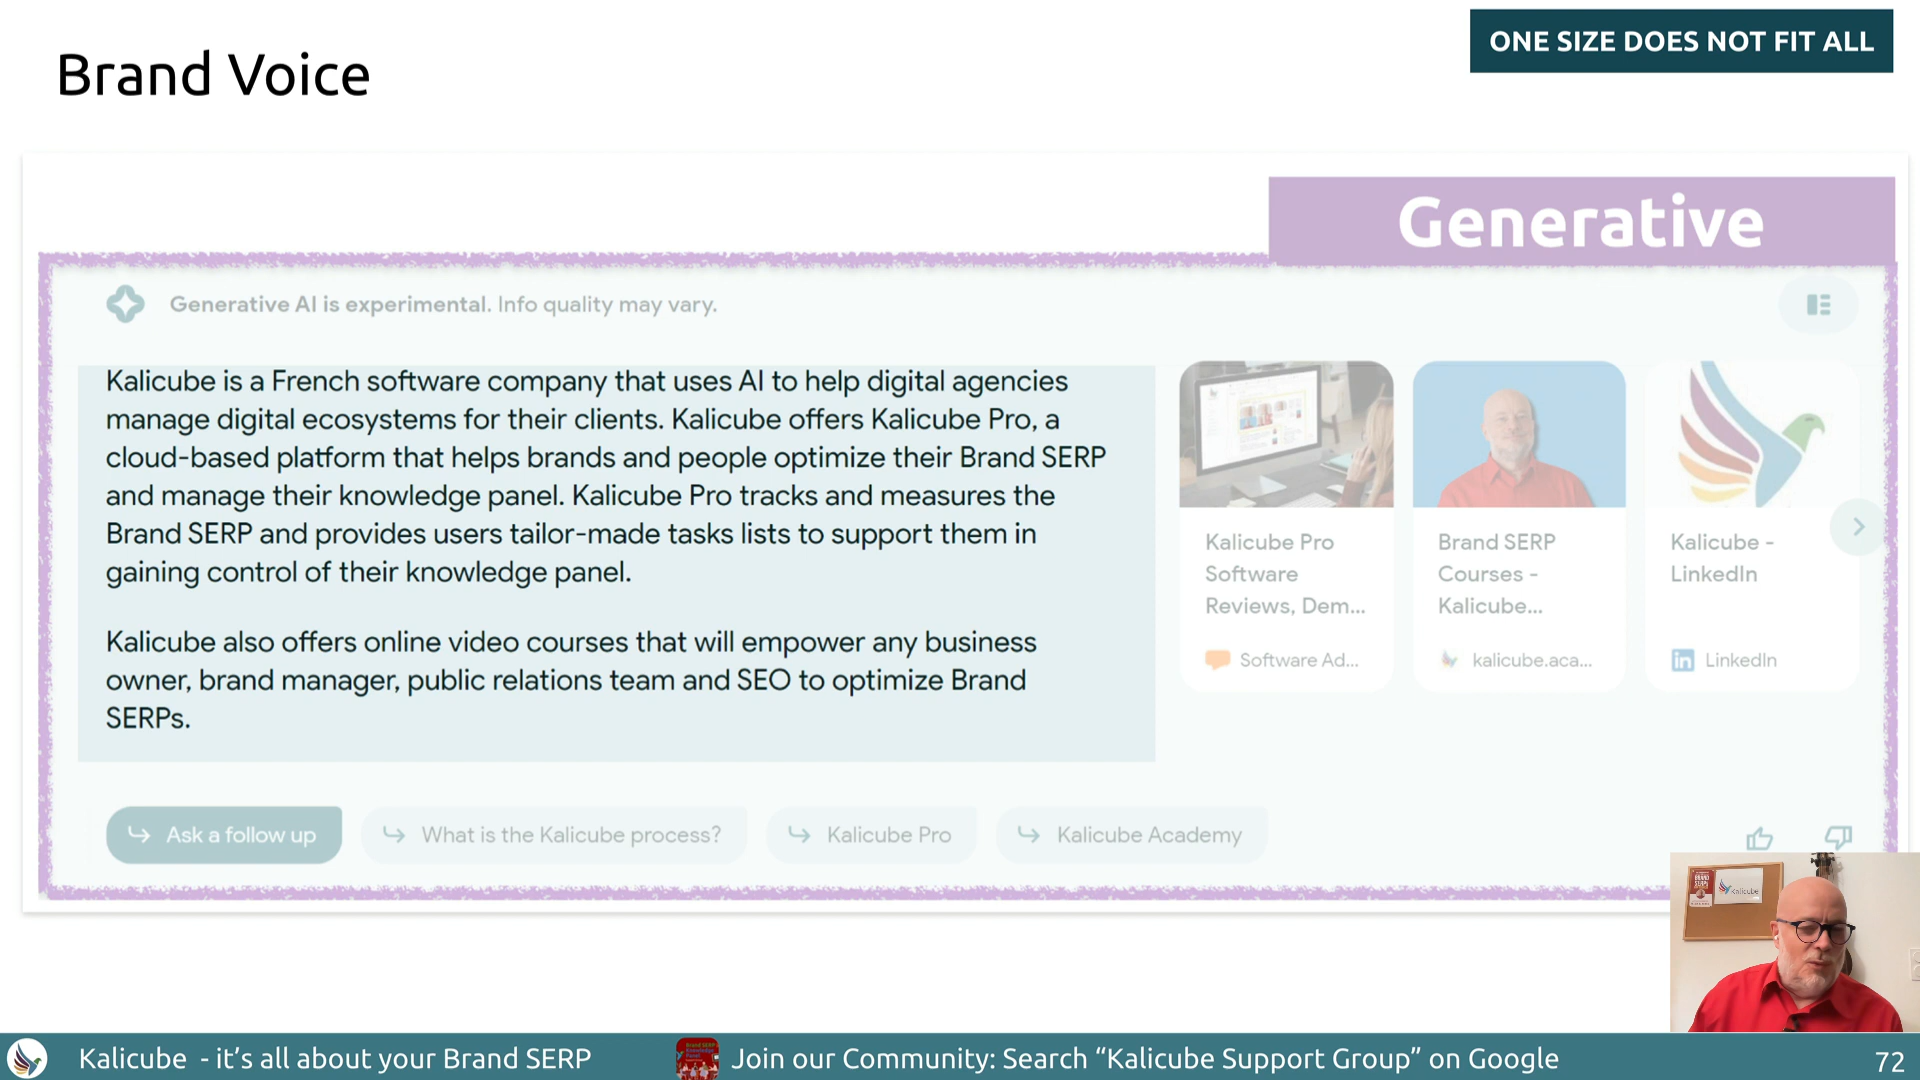 ONE SIZE DOES NOT FIT ALL
Brand Voice
Generative
Generative AI is experimental. Info quality may vary.
Kalicube is a French software company that uses AI to help digital agencies
manage digital ecosystems for their clients. Kalicube offers Kalicube Pro, a
cloud-based platform that helps brands and people optimize their Brand SERP
and manage their knowledge panel. Kalicube Pro tracks and measures the
Brand SERP and provides users tailor-made tasks lists to support them in
gaining control of their knowledge panel.
Kalicube also offers online video courses that will empower any business
owner, brand manager, public relations team and SEO to optimize Brand
SERPs.
Kalicube Pro
Software
Reviews, Dem...
Software Ad...
Brand SERP
Courses -
Kalicube...
kalicube.aca...
Kalicube -
LinkedIn
in LinkedIn
Ask a follow up
What is the Kalicube process?
Kalicube Pro
Kalicube Academy
Kalicube
Kalicube - it's all about your Brand SERP
Join our Community: Search “Kalicube Support Group” on Google
72